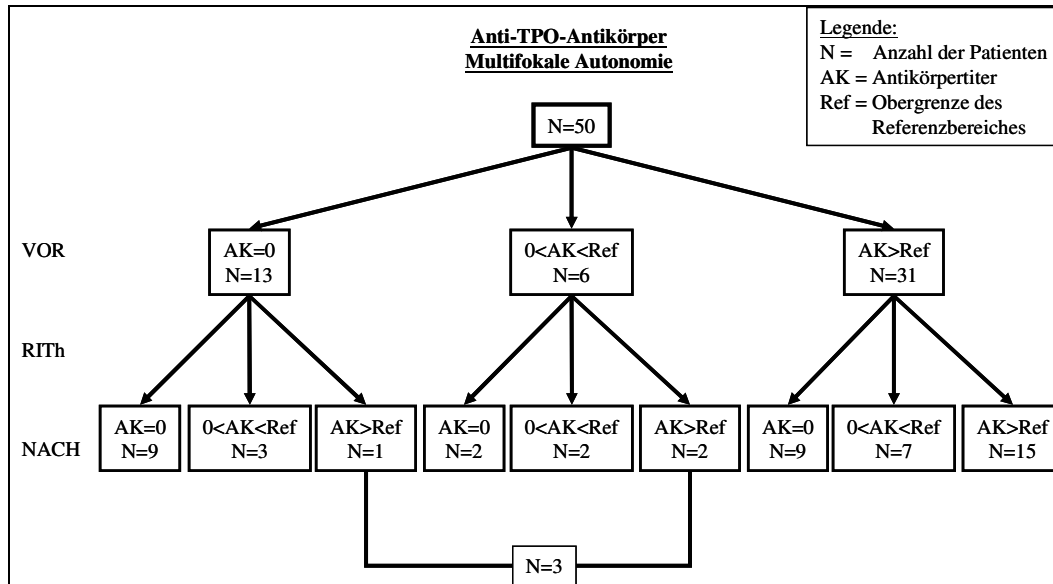 Anti-TPO-Antikörper
Multifokale Autonomie
Legende:
N = Anzahl der Patienten
AK = Antikörpertiter
Ref = Obergrenze des
Referenzbereiches
N=50
VOR
AK=0
N=13
0<AK<Ref
N=6
AK>Ref
N=31
RITh
NACH
AK=0
N=9
0<AK<Ref
N=3
AK>Ref
N=1
AK=0
N=2
0<AK<Ref
N=2
AK>Ref
N=2
AK=0
N=9
0<AK<Ref
N=7
AK>Ref
N=15
N=3